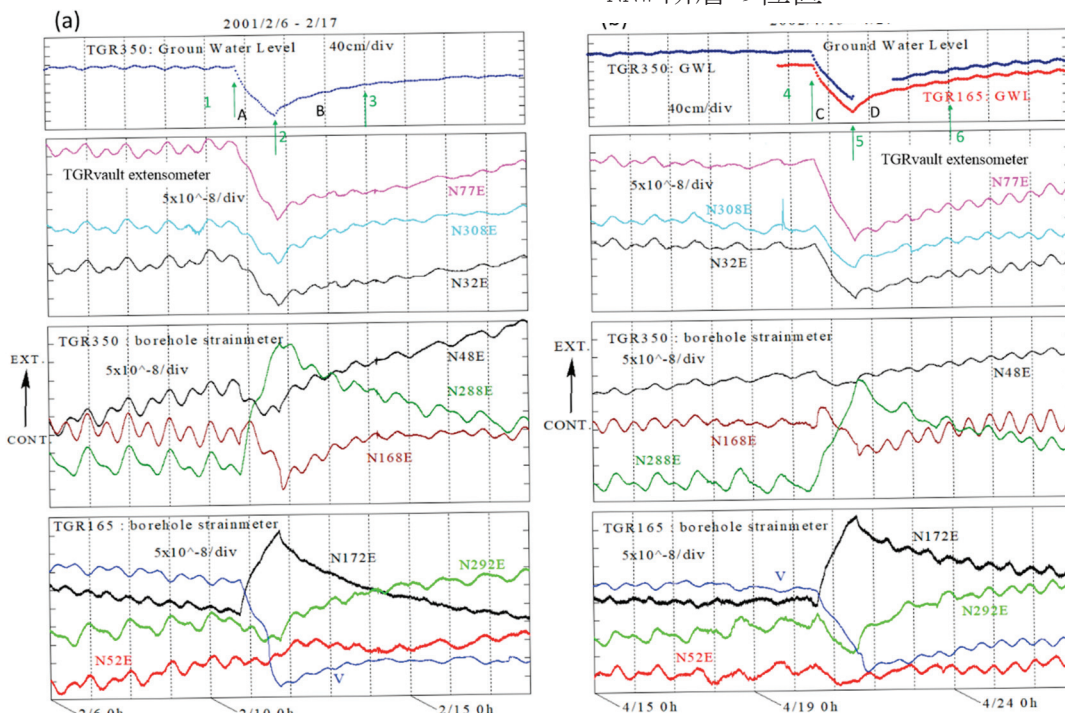 (a)
2001/2/6 - 2/17
TGR350: Groun Water Level
40cm/div
1
A
B
3
2
TGRvault extensometer
5x10^-8/div
N77E
N308E
N32E
TGR350 : borehole strainmeter
5x10^-8/div
N48E
N288E
N168E
EXT.
CONT.
TGR165 : borehole strainmeter
5x10^-8/div
N172E
N292E
N52E
V
2/6 0h
2/10 0h
2/15 0h
(b)
Ground Water Level
TGR350: GWL
4
C
D
TGR165: GWL
40cm/div
5
6
TGRvault extensometer
5x10^-8/div
N77E
N308E
N32E
TGR350 : borehole strainmeter
5x10^-8/div
N48E
N168E
N288E
EXT.
CONT.
TGR165 : borehole strainmeter
5x10^-8/div
N172E
V
N292E
N52E
4/15 0h
4/19 0h
4/24 0h